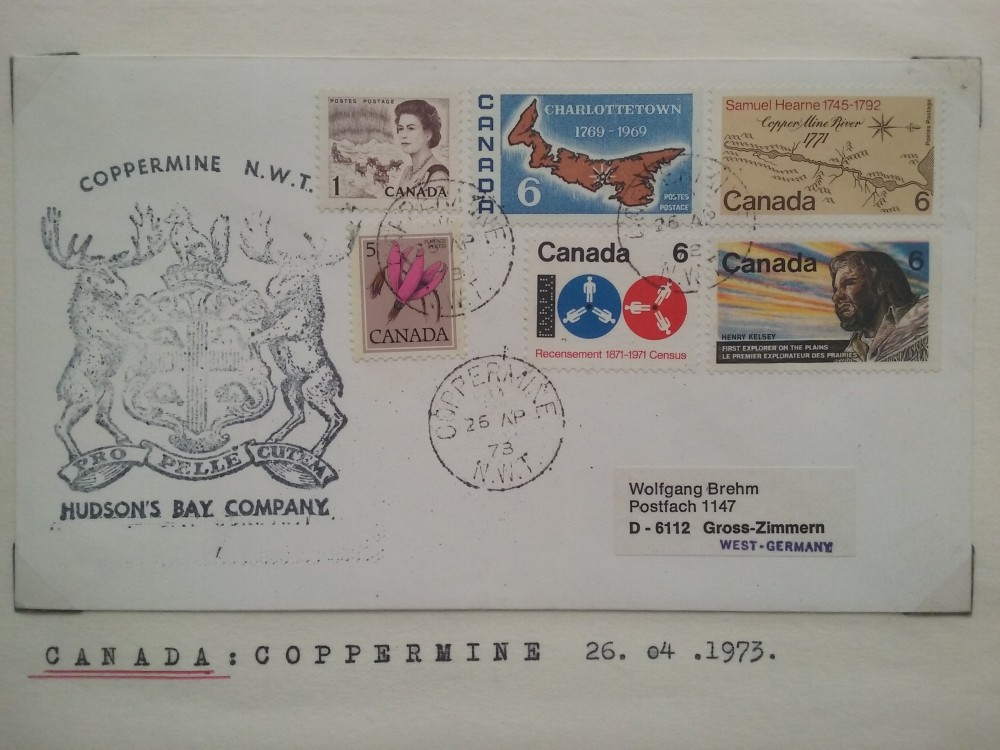 COPPERMINE N.W.T.
PRO PELLE CUTEM
HUDSON'S BAY COMPANY.
POSTES POSTAGE
1 CANADA
CANADA
CHARLOTTETOWN
1769 - 1969
6
POSTES
POSTAGE
Samuel Hearne 1745-1792
Copper Mine River
1771
Postes Postage
Canada 6
5
CANADA
Canada 6
Recensement 1871-1971 Census
Canada 6
HENRY KELSEY
FIRST EXPLORER ON THE PLAINS
LE PREMIER EXPLORATEUR DES PRAIRIES
COPPERMINE
26 AP
73
N.W.T.
Wolfgang Brehm
Postfach 1147
D - 6112 Gross-Zimmern
WEST-GERMANY
CANADA: COPPERMINE 26. 04 .1973.